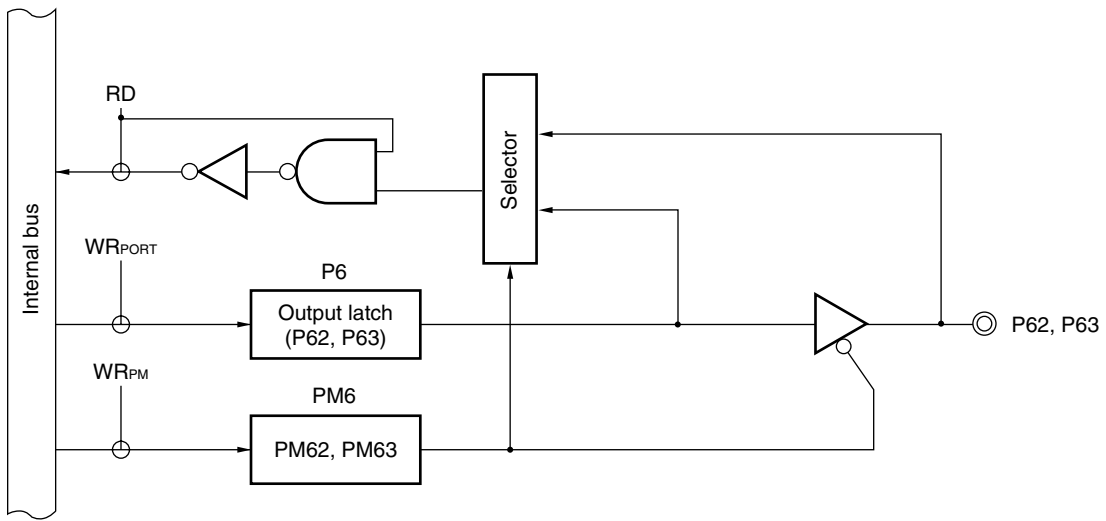 RD
Selector
Internal bus
WRPORT
P6
Output latch
(P62, P63)
P62, P63
WRPM
PM6
PM62, PM63